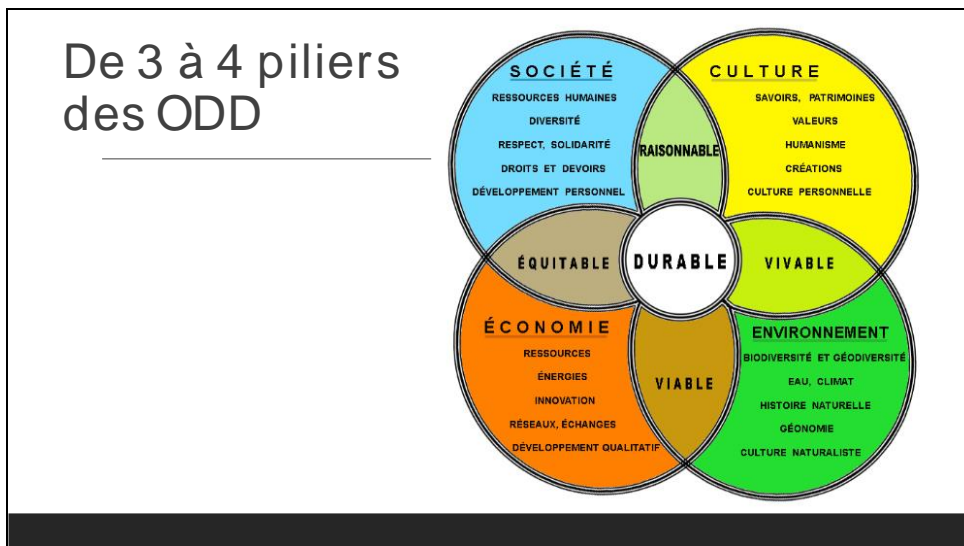 De 3 à 4 piliers
des ODD
SOCIÉTÉ
RESSOURCES HUMAINES
DIVERSITÉ
RESPECT, SOLIDARITÉ
DROITS ET DEVOIRS
DÉVELOPPEMENT PERSONNEL
RAISONNABLE
CULTURE
SAVOIRS, PATRIMOINES
VALEURS
HUMANISME
CRÉATIONS
CULTURE PERSONNELLE
ÉQUITABLE
DURABLE
VIVABLE
ÉCONOMIE
RESSOURCES
ÉNERGIES
INNOVATION
RÉSEAUX, ÉCHANGES
DÉVELOPPEMENT QUALITATIF
VIABLE
ENVIRONNEMENT
BIODIVERSITÉ ET GÉODIVERSITÉ
EAU, CLIMAT
HISTOIRE NATURELLE
GÉONOMIE
CULTURE NATURALISTE